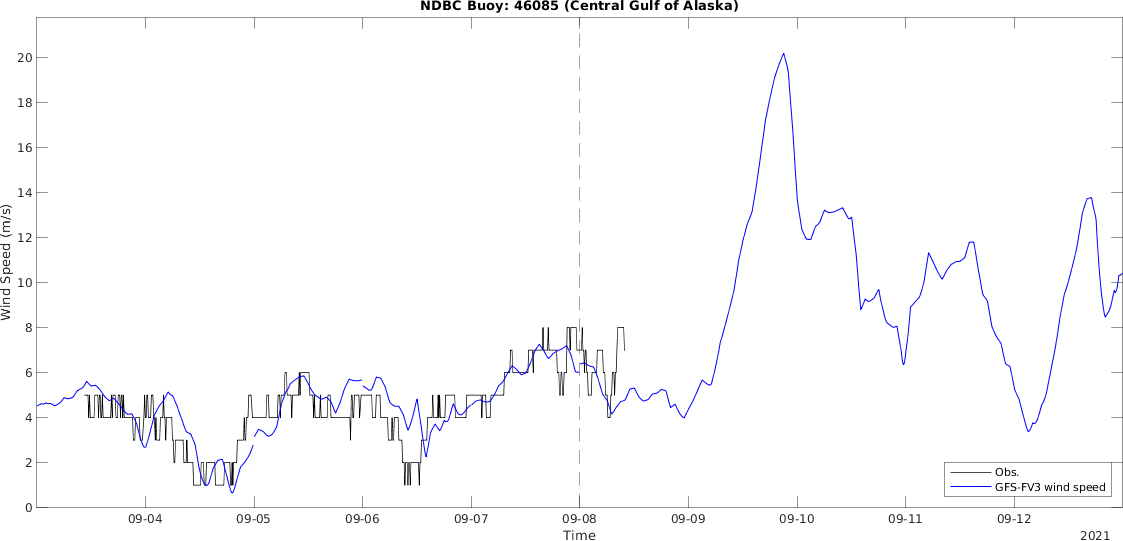 NDBC Buoy: 46085 (Central Gulf of Alaska)
20
18
16
14
12
10
8
6
4
2
0
Wind Speed (m/s)
09-04 09-05 09-06 09-07 09-08 09-09 09-10 09-11 09-12
Time
2021
Obs.
GFS-FV3 wind speed